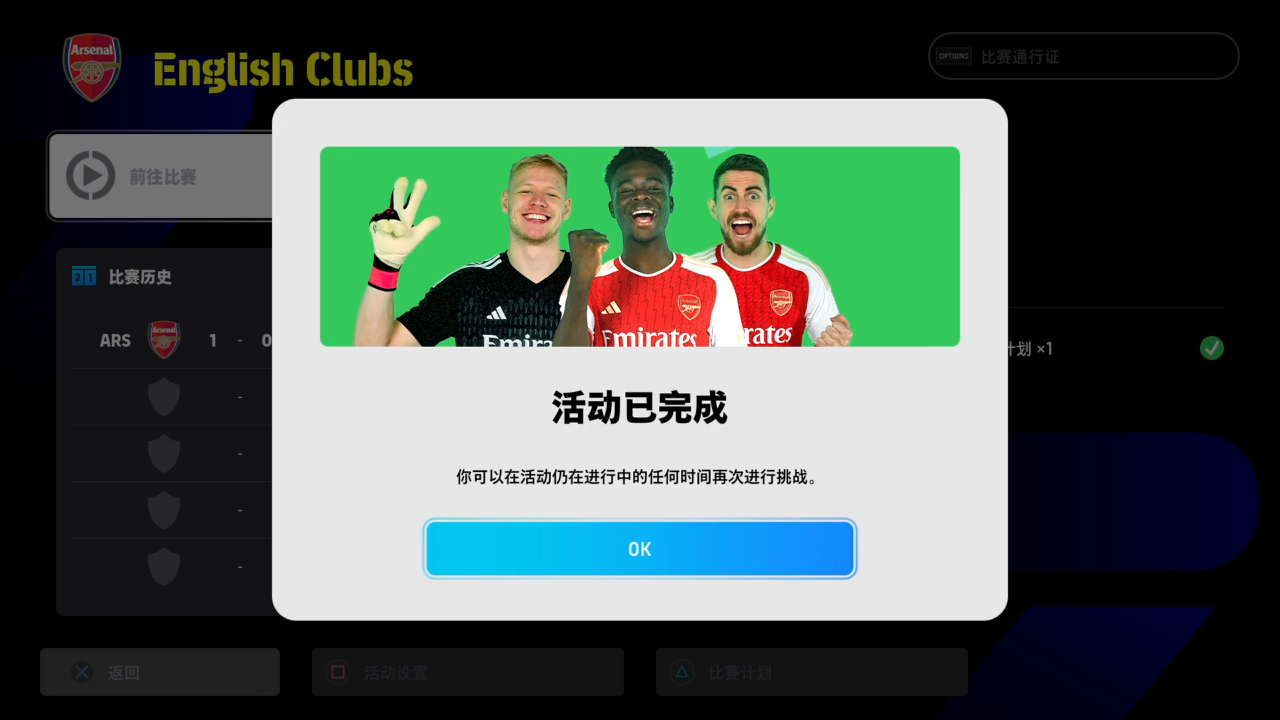 Arsenal
English Clubs
OPTIONS 比赛通行证
前往比赛
21 比赛历史
ARS Arsenal 1 - 0
-
-
-
-
计划 ×1
Emirates
活动已完成
你可以在活动仍在进行中的任何时间再次进行挑战。
OK
返回
活动设置
比赛计划